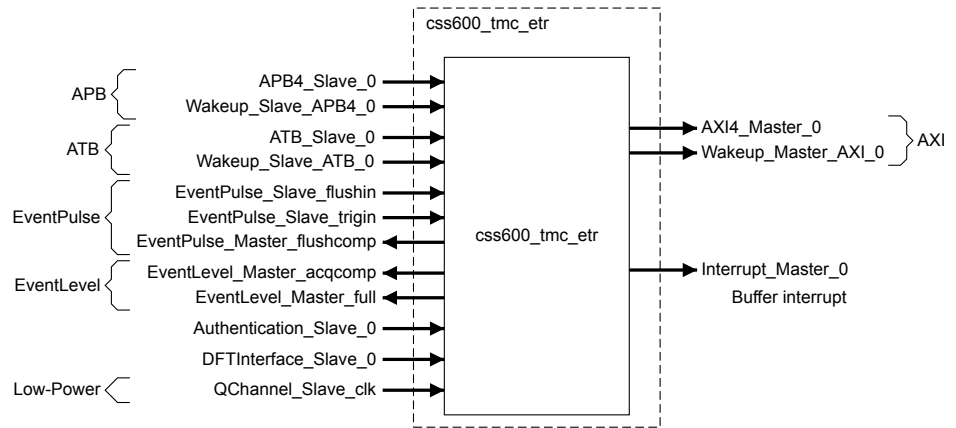 css600_tmc_etr
APB
APB4_Slave_0
Wakeup_Slave_APB4_0
ATB
ATB_Slave_0
Wakeup_Slave_ATB_0
EventPulse
EventPulse_Slave_flushin
EventPulse_Slave_trigin
EventPulse_Master_flushcomp
EventLevel
EventLevel_Master_acqcomp
EventLevel_Master_full
Authentication_Slave_0
DFTInterface_Slave_0
Low-Power
QChannel_Slave_clk
css600_tmc_etr
AXI4_Master_0
Wakeup_Master_AXI_0
AXI
Interrupt_Master_0
Buffer interrupt